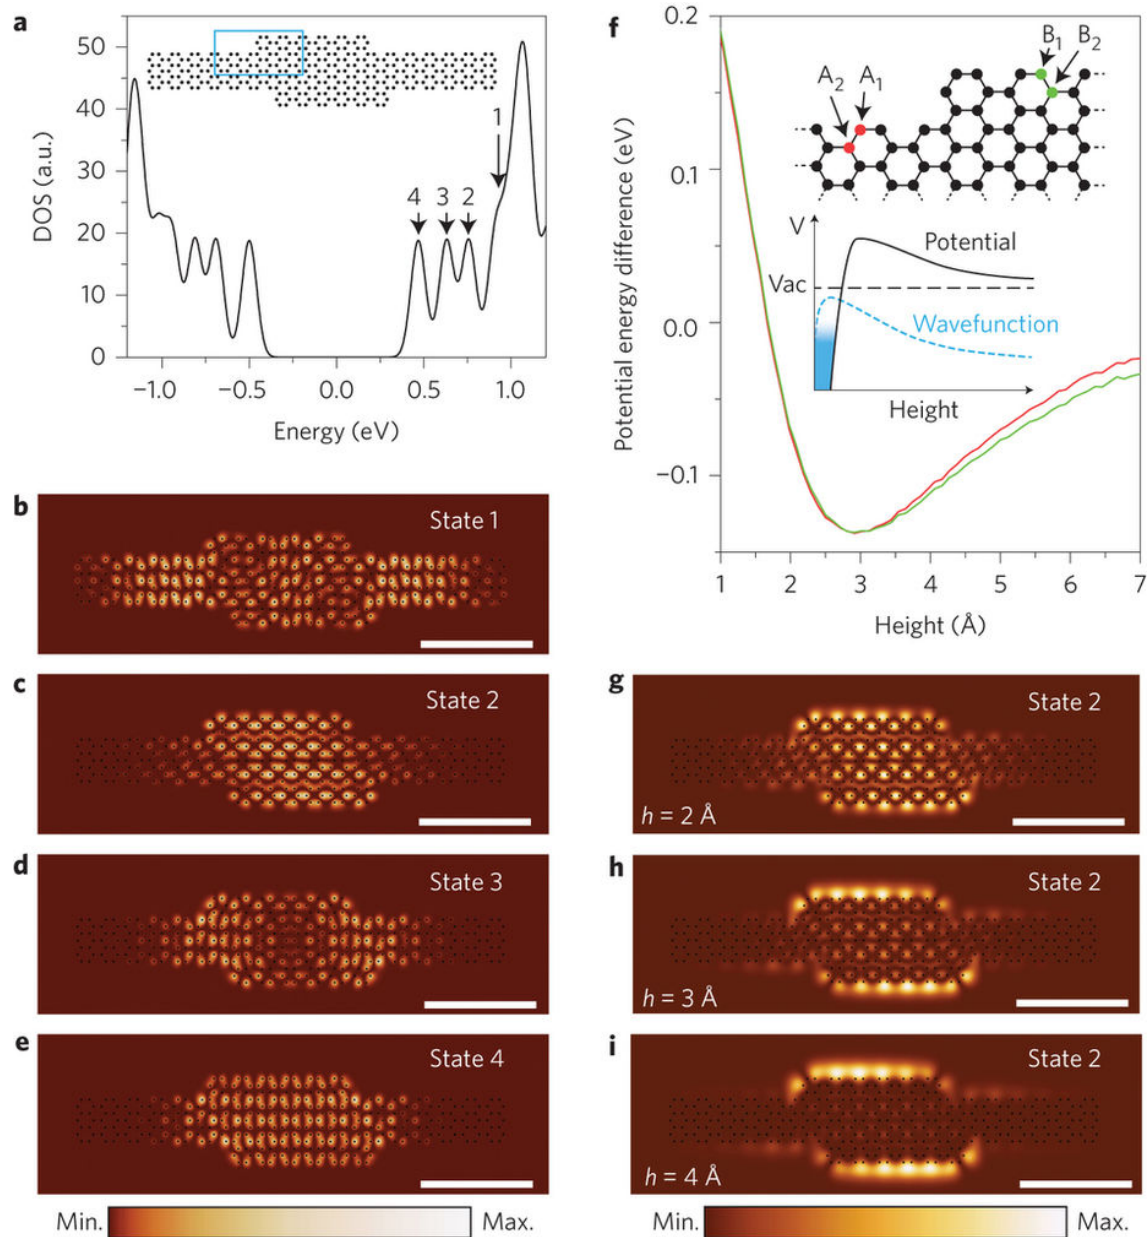 a
50
40
30
20
10
0
DOS (a.u.)
4
3
2
1
−1.0
−0.5
0.0
0.5
1.0
Energy (eV)
b
State 1
c
State 2
d
State 3
e
State 4
Min.
Max.
f
0.2
0.1
0.0
−0.1
Potential energy difference (eV)
A₂
A₁
B₁
B₂
V
Potential
Vac
Wavefunction
Height
1
2
3
4
5
6
7
Height (Å)
g
State 2
h = 2 Å
h
State 2
h = 3 Å
i
State 2
h = 4 Å
Min.
Max.